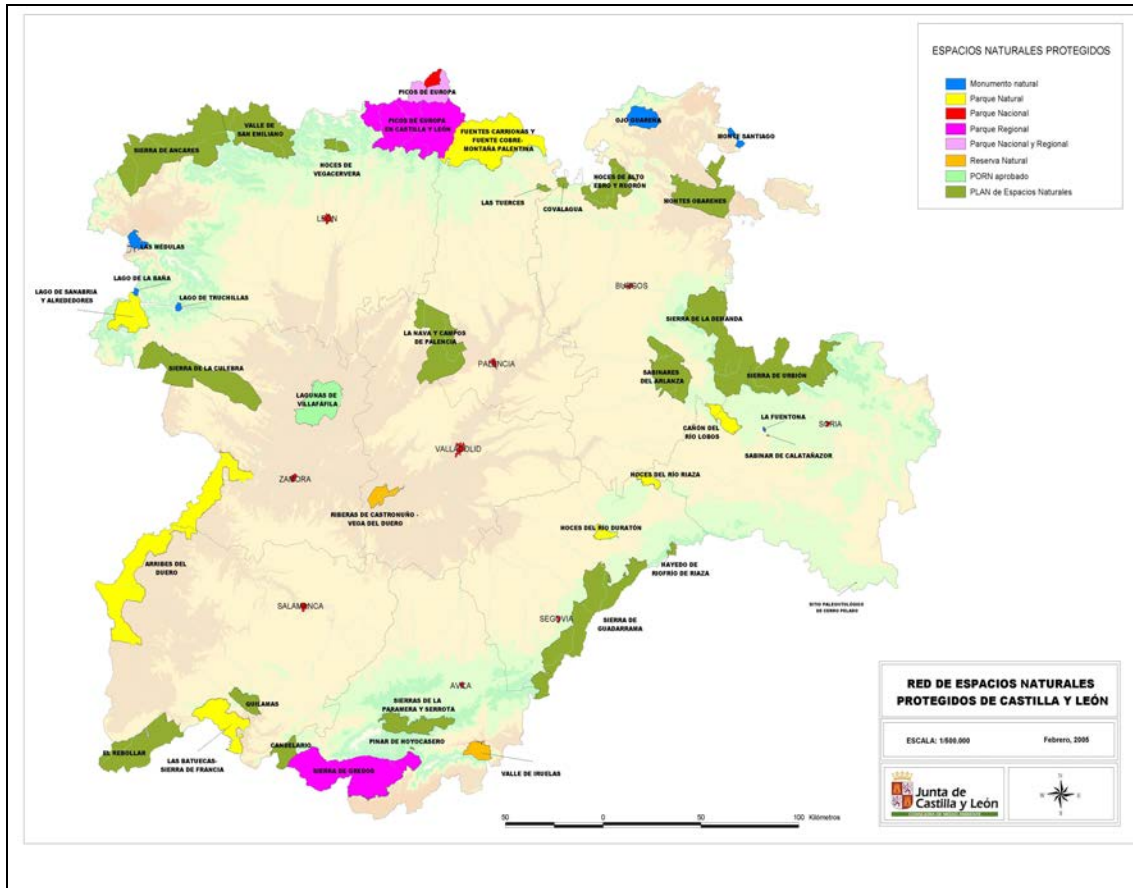 ESPACIOS NATURALES PROTEGIDOS
Monumento natural
Parque Natural
Parque Nacional
Parque Regional
Parque Nacional y Regional
Reserva Natural
PORN aprobado
PLAN de Espacios Naturales
PICOS DE EUROPA
PICOS DE EUROPA
EN CASTILLA Y LEÓN
FUENTES CARRIONAS Y
FUENTE COBRE-
MONTAÑA PALENTINA
VALLE DE
SAN EMILIANO
SIERRA DE ANCARES
HOCES DE
VEGACERVERA
OJO GUAREÑA
MONTE SANTIAGO
LAS TUERCES
COVALAGUA
HOCES DE ALTO
EBRO Y RUDRÓN
MONTES OBARENES
LEÓN
LAS MÉDULAS
LAGO DE LA BAÑA
LAGO DE SANABRIA
Y ALREDEDORES
LAGO DE TRUCHILLAS
BURGOS
SIERRA DE LA DEMANDA
LA NAVA Y CAMPOS
DE PALENCIA
PALENCIA
SIERRA DE LA CULEBRA
SABINARES
DEL ARLANZA
SIERRA DE URBIÓN
LAGUNAS DE
VILLAFÁFILA
CAÑÓN DEL
RÍO LOBOS
LA FUENTONA
SORIA
SABINAR DE CALATAÑAZOR
VALLADOLID
ZAMORA
HOCES DEL RÍO RIAZA
RIBERAS DE CASTRONUÑO -
VEGA DEL DUERO
HOCES DEL RÍO DURATÓN
ARRIBES DEL
DUERO
HAYEDO DE
RIOFRÍO DE RIAZA
SITIO PALEONTOLÓGICO
DE CERRO PELADO
SALAMANCA
SEGOVIA
SIERRA DE
GUADARRAMA
AVILA
QUILAMAS
SIERRAS DE LA
PARAMERA Y SERROTA
EL REBOLLAR
LAS BATUECAS-
SIERRA DE FRANCIA
CANDELARIO
PINAR DE HOYOCASERO
SIERRA DE GREDOS
VALLE DE IRUELAS
RED DE ESPACIOS NATURALES
PROTEGIDOS DE CASTILLA Y LEÓN
ESCALA: 1/500.000
Febrero, 2005
Junta de
Castilla y León
CONSEJERÍA DE MEDIO AMBIENTE
N
W
E
S
50
0
50
100
Kilómetros